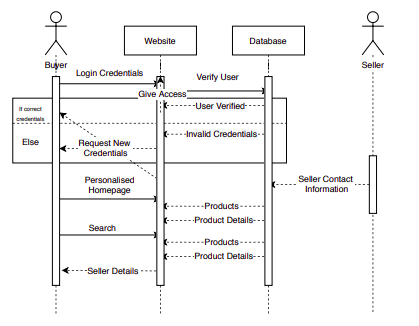 Website
Database
Buyer
Seller
Login Credentials
Verify User
Give Access
User Verified
If correct
credentials
Invalid Credentials
Else
Request New
Credentials
Personalised
Homepage
Seller Contact
Information
Products
Product Details
Search
Products
Product Details
Seller Details